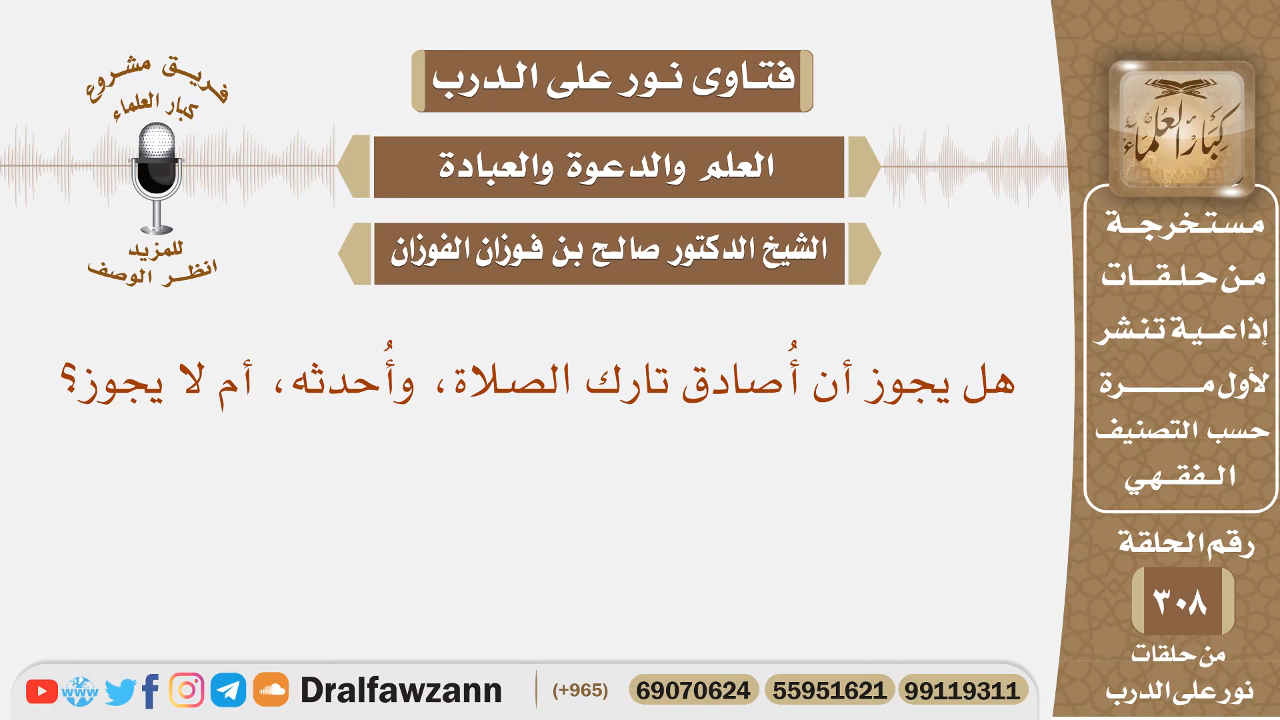 فتاوى نور على الدرب
العلم والدعوة والعبادة
الشيخ الدكتور صالح بن فوزان الفوزان
هل يجوز أن أُصادق تارك الصلاة، وأُحدثه، أم لا يجوز؟
كبار العلماء
مستخرجة
من حلقات
إذاعية تنشر
لأول مرة
حسب التصنيف
الفقهي
رقم الحلقة
٣٠٨
من حلقات
نور على الدرب
فريق مشروع
كبار العلماء
للمزيد
انظر الوصف
www Dralfawzann (+965) 69070624 55951621 99119311